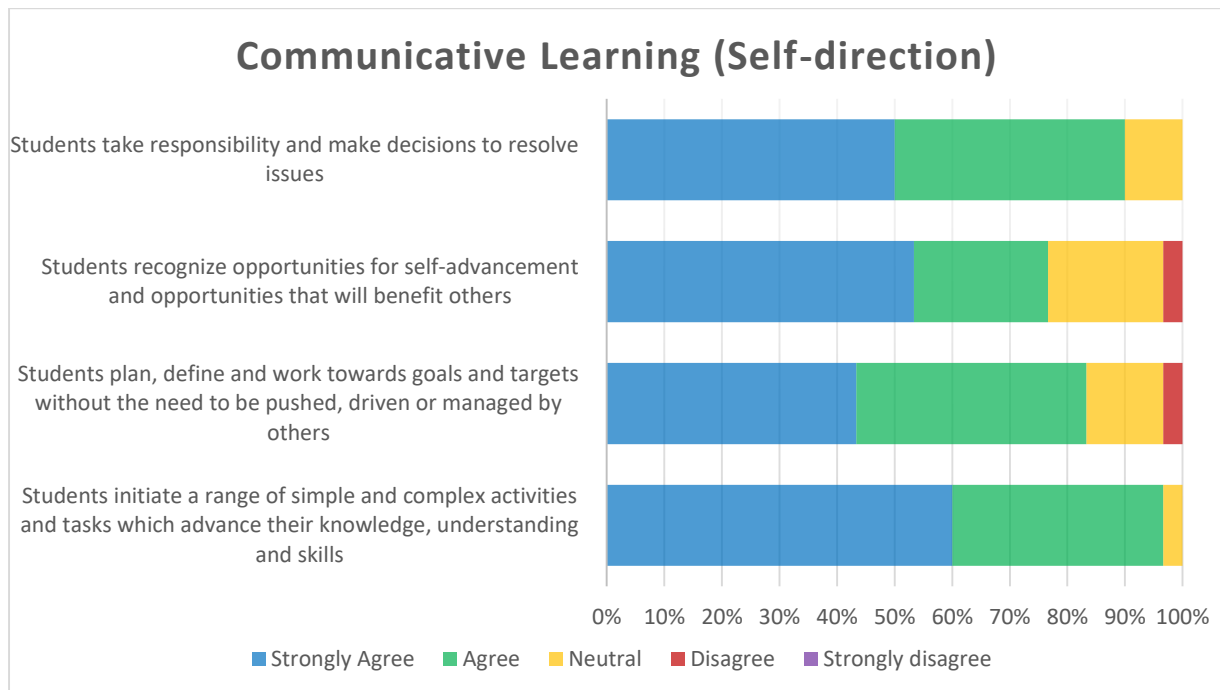 Communicative Learning (Self-direction)
Students take responsibility and make decisions to resolve
issues
Students recognize opportunities for self-advancement
and opportunities that will benefit others
Students plan, define and work towards goals and targets
without the need to be pushed, driven or managed by
others
Students initiate a range of simple and complex activities
and tasks which advance their knowledge, understanding
and skills
0% 10% 20% 30% 40% 50% 60% 70% 80% 90% 100%
Strongly Agree Agree Neutral Disagree Strongly disagree